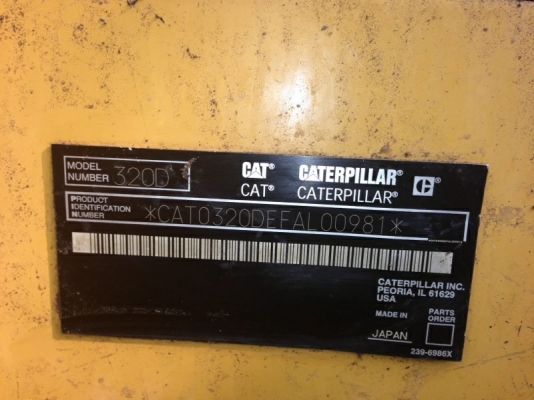 MODEL NUMBER 320D
CAT CATERPILLAR C
CAT CATERPILLAR
PRODUCT IDENTIFICATION NUMBER *CAT0320DEFAL00981*
CATERPILLAR INC.
PEORIA, IL 61629
USA
MADE IN
JAPAN
PARTS ORDER
239-6986X